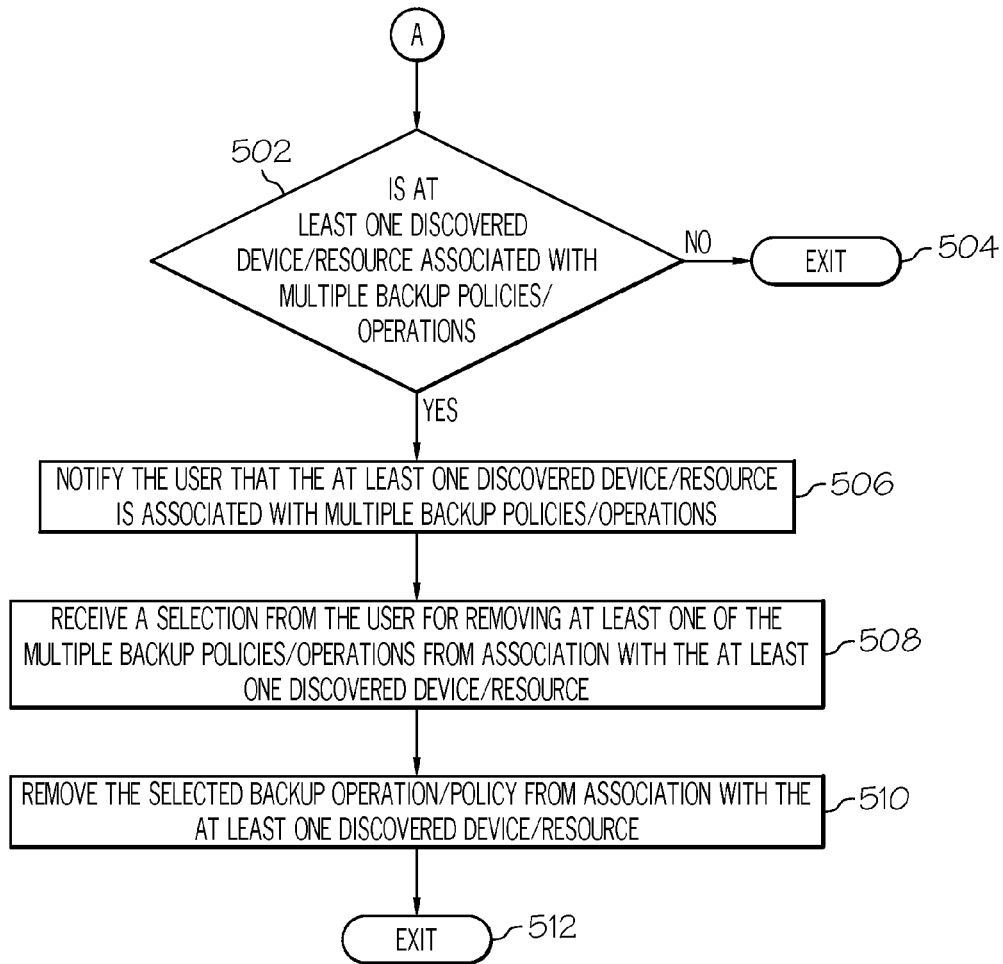 A
502
IS AT
LEAST ONE DISCOVERED
DEVICE/RESOURCE ASSOCIATED WITH
MULTIPLE BACKUP POLICIES/
OPERATIONS
NO
EXIT
504
YES
NOTIFY THE USER THAT THE AT LEAST ONE DISCOVERED DEVICE/RESOURCE
IS ASSOCIATED WITH MULTIPLE BACKUP POLICIES/OPERATIONS
506
RECEIVE A SELECTION FROM THE USER FOR REMOVING AT LEAST ONE OF THE
MULTIPLE BACKUP POLICIES/OPERATIONS FROM ASSOCIATION WITH THE AT LEAST
ONE DISCOVERED DEVICE/RESOURCE
508
REMOVE THE SELECTED BACKUP OPERATION/POLICY FROM ASSOCIATION WITH THE
AT LEAST ONE DISCOVERED DEVICE/RESOURCE
510
EXIT
512